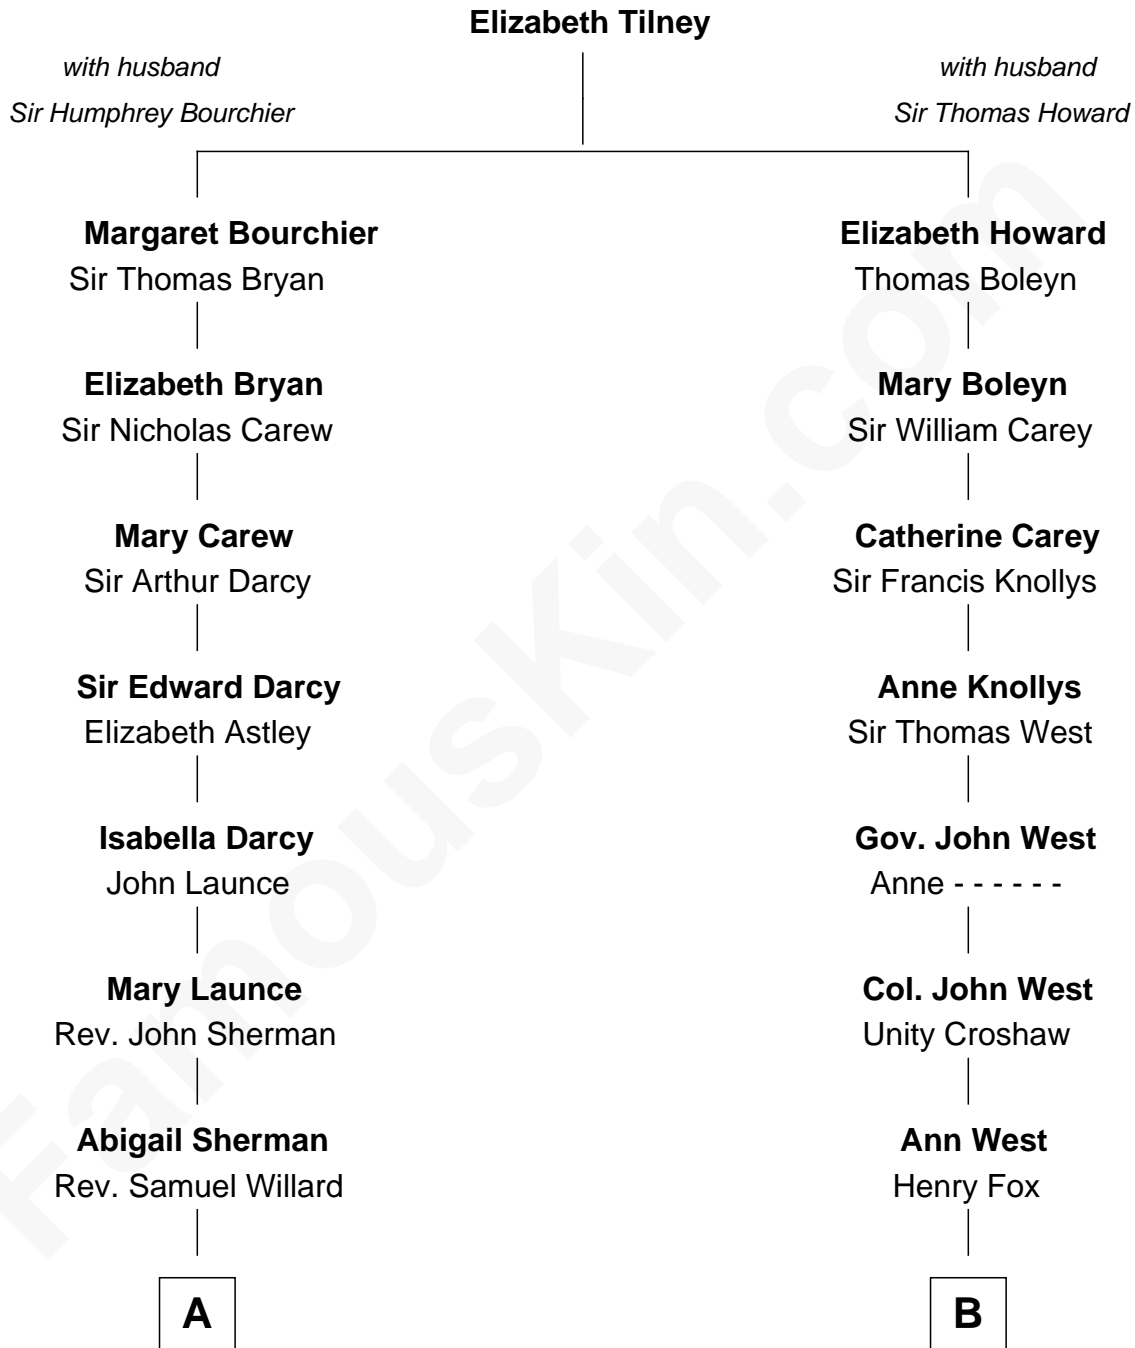 Elizabeth Tilney
with husband
Sir Humphrey Bourchier
with husband
Sir Thomas Howard
Margaret Bourchier
Sir Thomas Bryan
Elizabeth Howard
Thomas Boleyn
Elizabeth Bryan
Sir Nicholas Carew
Mary Boleyn
Sir William Carey
Mary Carew
Sir Arthur Darcy
Catherine Carey
Sir Francis Knollys
Sir Edward Darcy
Elizabeth Astley
Anne Knollys
Sir Thomas West
Isabella Darcy
John Launce
Gov. John West
Anne - - - - - -
Mary Launce
Rev. John Sherman
Col. John West
Unity Croshaw
Abigail Sherman
Rev. Samuel Willard
Ann West
Henry Fox
A
B
FamousKin.com